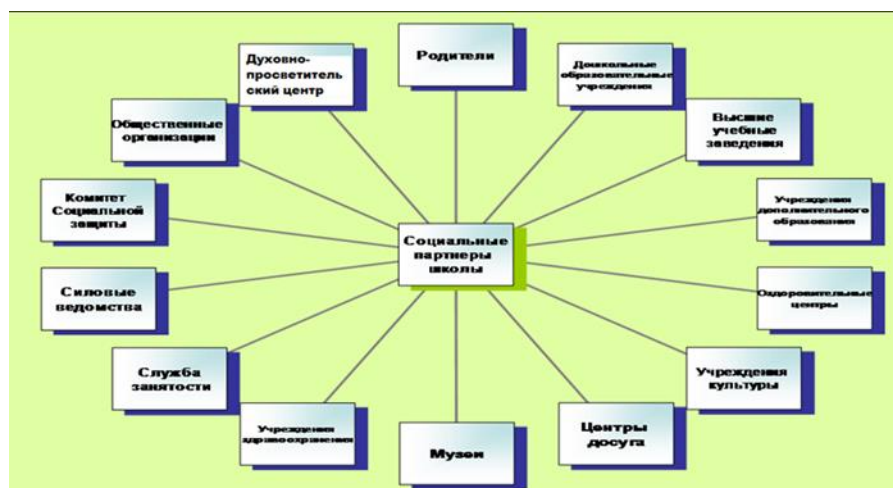 Родители
Духовно-
просветитель
ский центр
Дошкольные
образовательные
учреждения
Общественные
организации
Высшие
учебные
заведения
Комитет
Социальной
защиты
Учреждения
дополнительного
образования
Социальные
партнеры
школы
Силовые
ведомства
Оздоровительные
центры
Служба
занятости
Учреждения
культуры
Учреждения
здравоохранения
Музеи
Центры
досуга